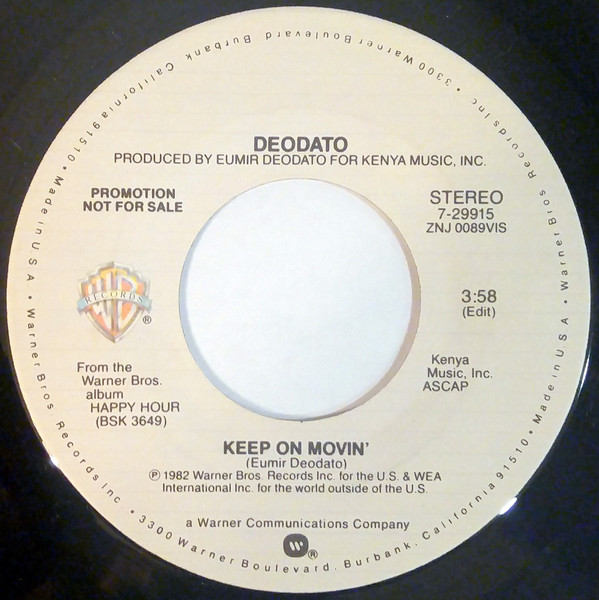 DEODATO
PRODUCED BY EUMIR DEODATO FOR KENYA MUSIC, INC.
PROMOTION
NOT FOR SALE
STEREO
7-29915
ZNJ 0089VIS
WB
RECORDS
®
3:58
(Edit)
From the
Warner Bros.
album
HAPPY HOUR
(BSK 3649)
Kenya
Music, Inc.
ASCAP
KEEP ON MOVIN'
(Eumir Deodato)
℗ 1982 Warner Bros. Records Inc. for the U.S. & WEA
International Inc. for the world outside of the U.S.
a Warner Communications Company
W ®
Warner Bros Records Inc • 3300 Warner Boulevard. Burbank. California 91510 • Made in U S A • Warner Bros Records Inc • 3300 Warner Boulevard Burbank California 91510 • Made in U S A •